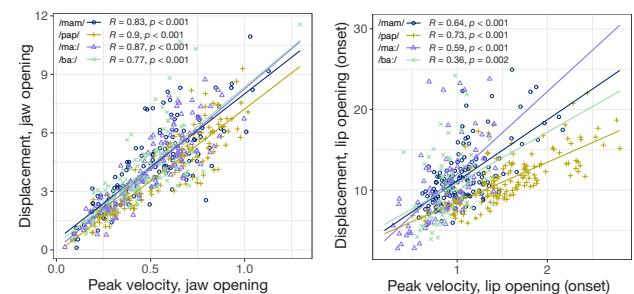 /mam/ R = 0.83, p < 0.001
/pap/ R = 0.9, p < 0.001
/ma:/ R = 0.87, p < 0.001
/ba:/ R = 0.77, p < 0.001
12
9
6
3
0
0.0 0.5 1.0
Displacement, jaw opening
Peak velocity, jaw opening
/mam/ R = 0.64, p < 0.001
/pap/ R = 0.73, p < 0.001
/ma:/ R = 0.59, p < 0.001
/ba:/ R = 0.36, p = 0.002
30
20
10
1 2
Displacement, lip opening (onset)
Peak velocity, lip opening (onset)